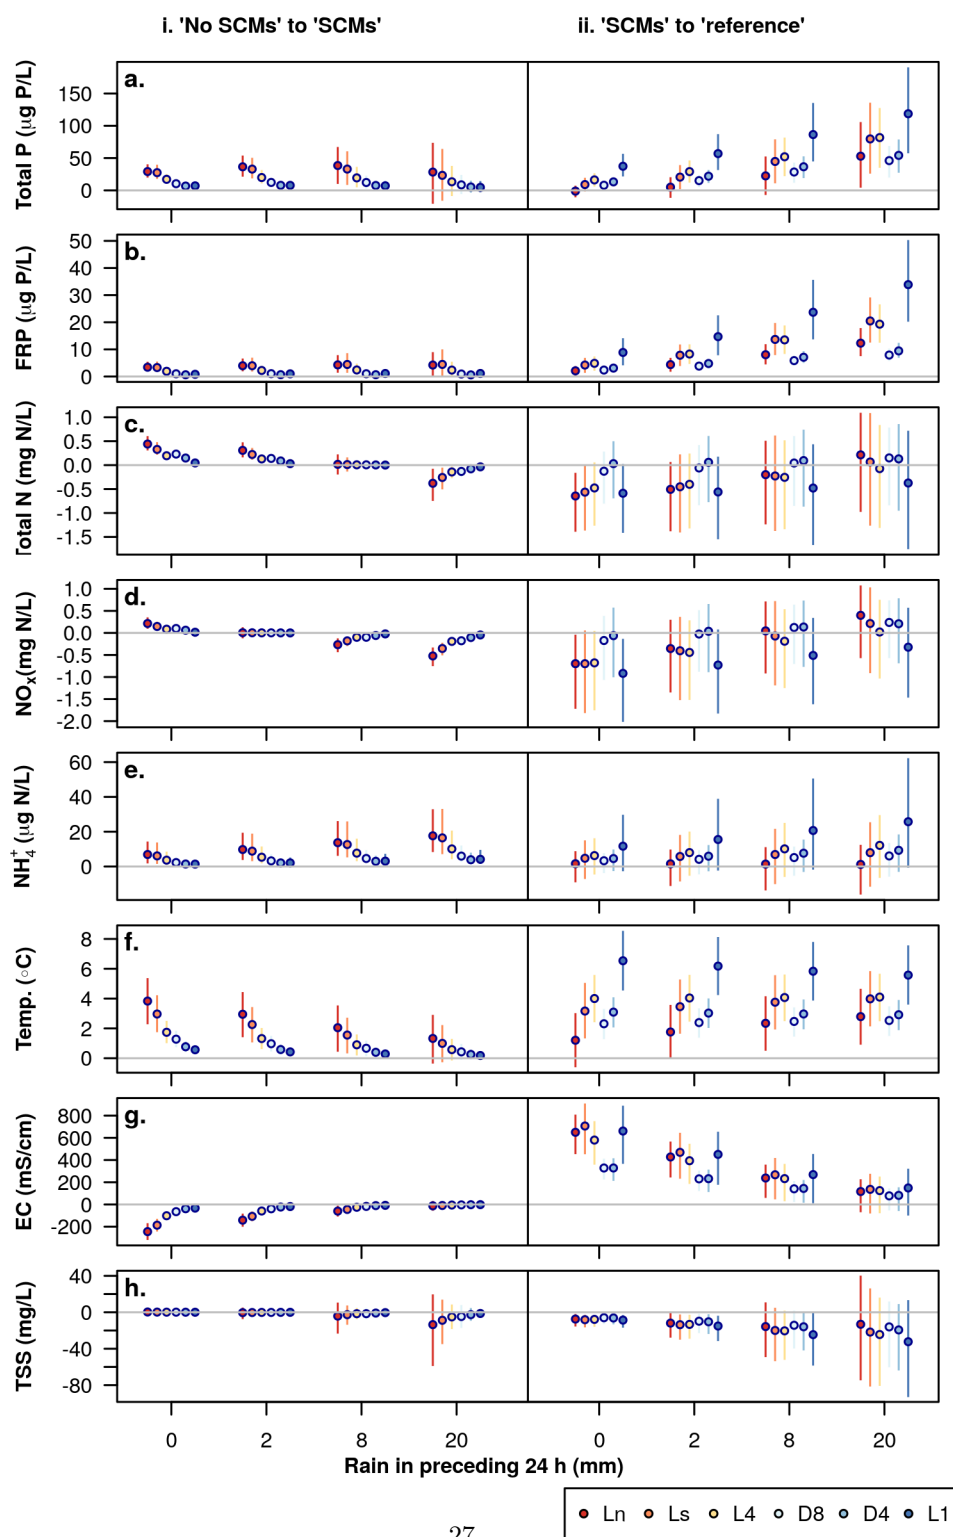 i. 'No SCMs' to 'SCMs' ii. 'SCMs' to 'reference'
a.
Total P (µg P/L)
150
100
50
0
b.
FRP (µg P/L)
50
40
30
20
10
0
c.
Total N (mg N/L)
1.0
0.5
0.0
-0.5
-1.0
-1.5
d.
NOx(mg N/L)
1.0
0.5
0.0
-0.5
-1.0
-1.5
-2.0
e.
NH4+ (µg N/L)
60
40
20
0
f.
Temp. (◦C)
8
6
4
2
0
g.
EC (mS/cm)
800
600
400
200
0
-200
h.
TSS (mg/L)
40
0
-40
-80
0 2 8 20 0 2 8 20
Rain in preceding 24 h (mm)
Ln Ls L4 D8 D4 L1
27